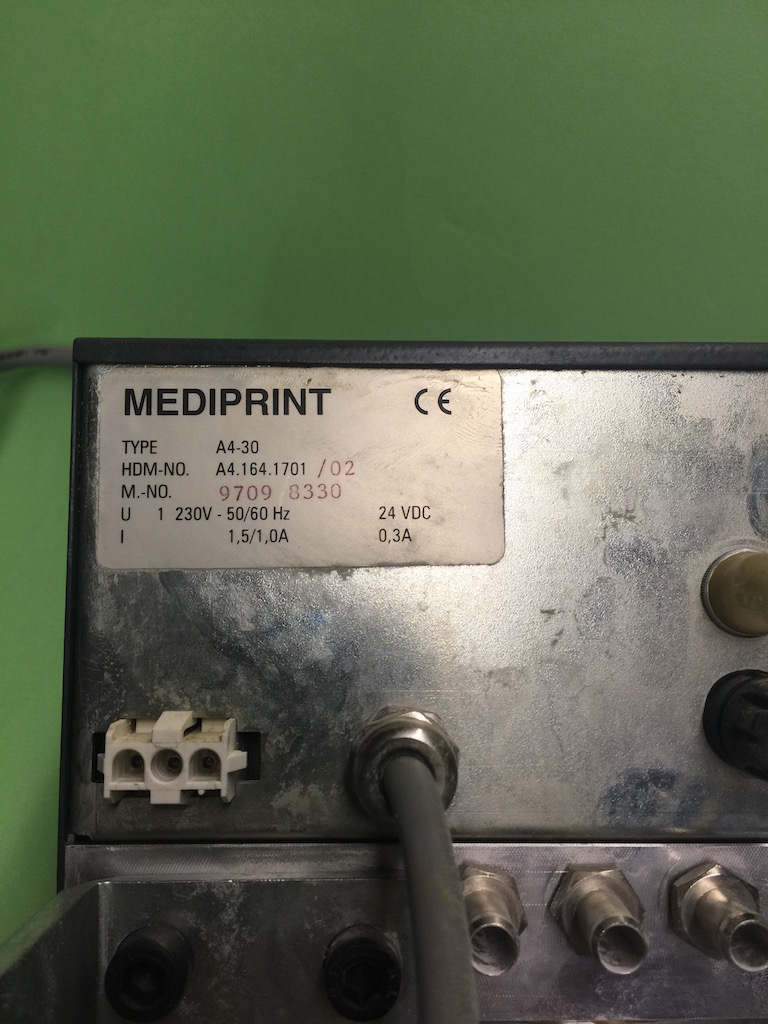 MEDIPRINT CE
TYPE A4-30
HDM-NO. A4.164.1701 /02
M.-NO. 9709 8330
U 1 230V - 50/60 Hz 24 VDC
I 1,5/1,0A 0,3A